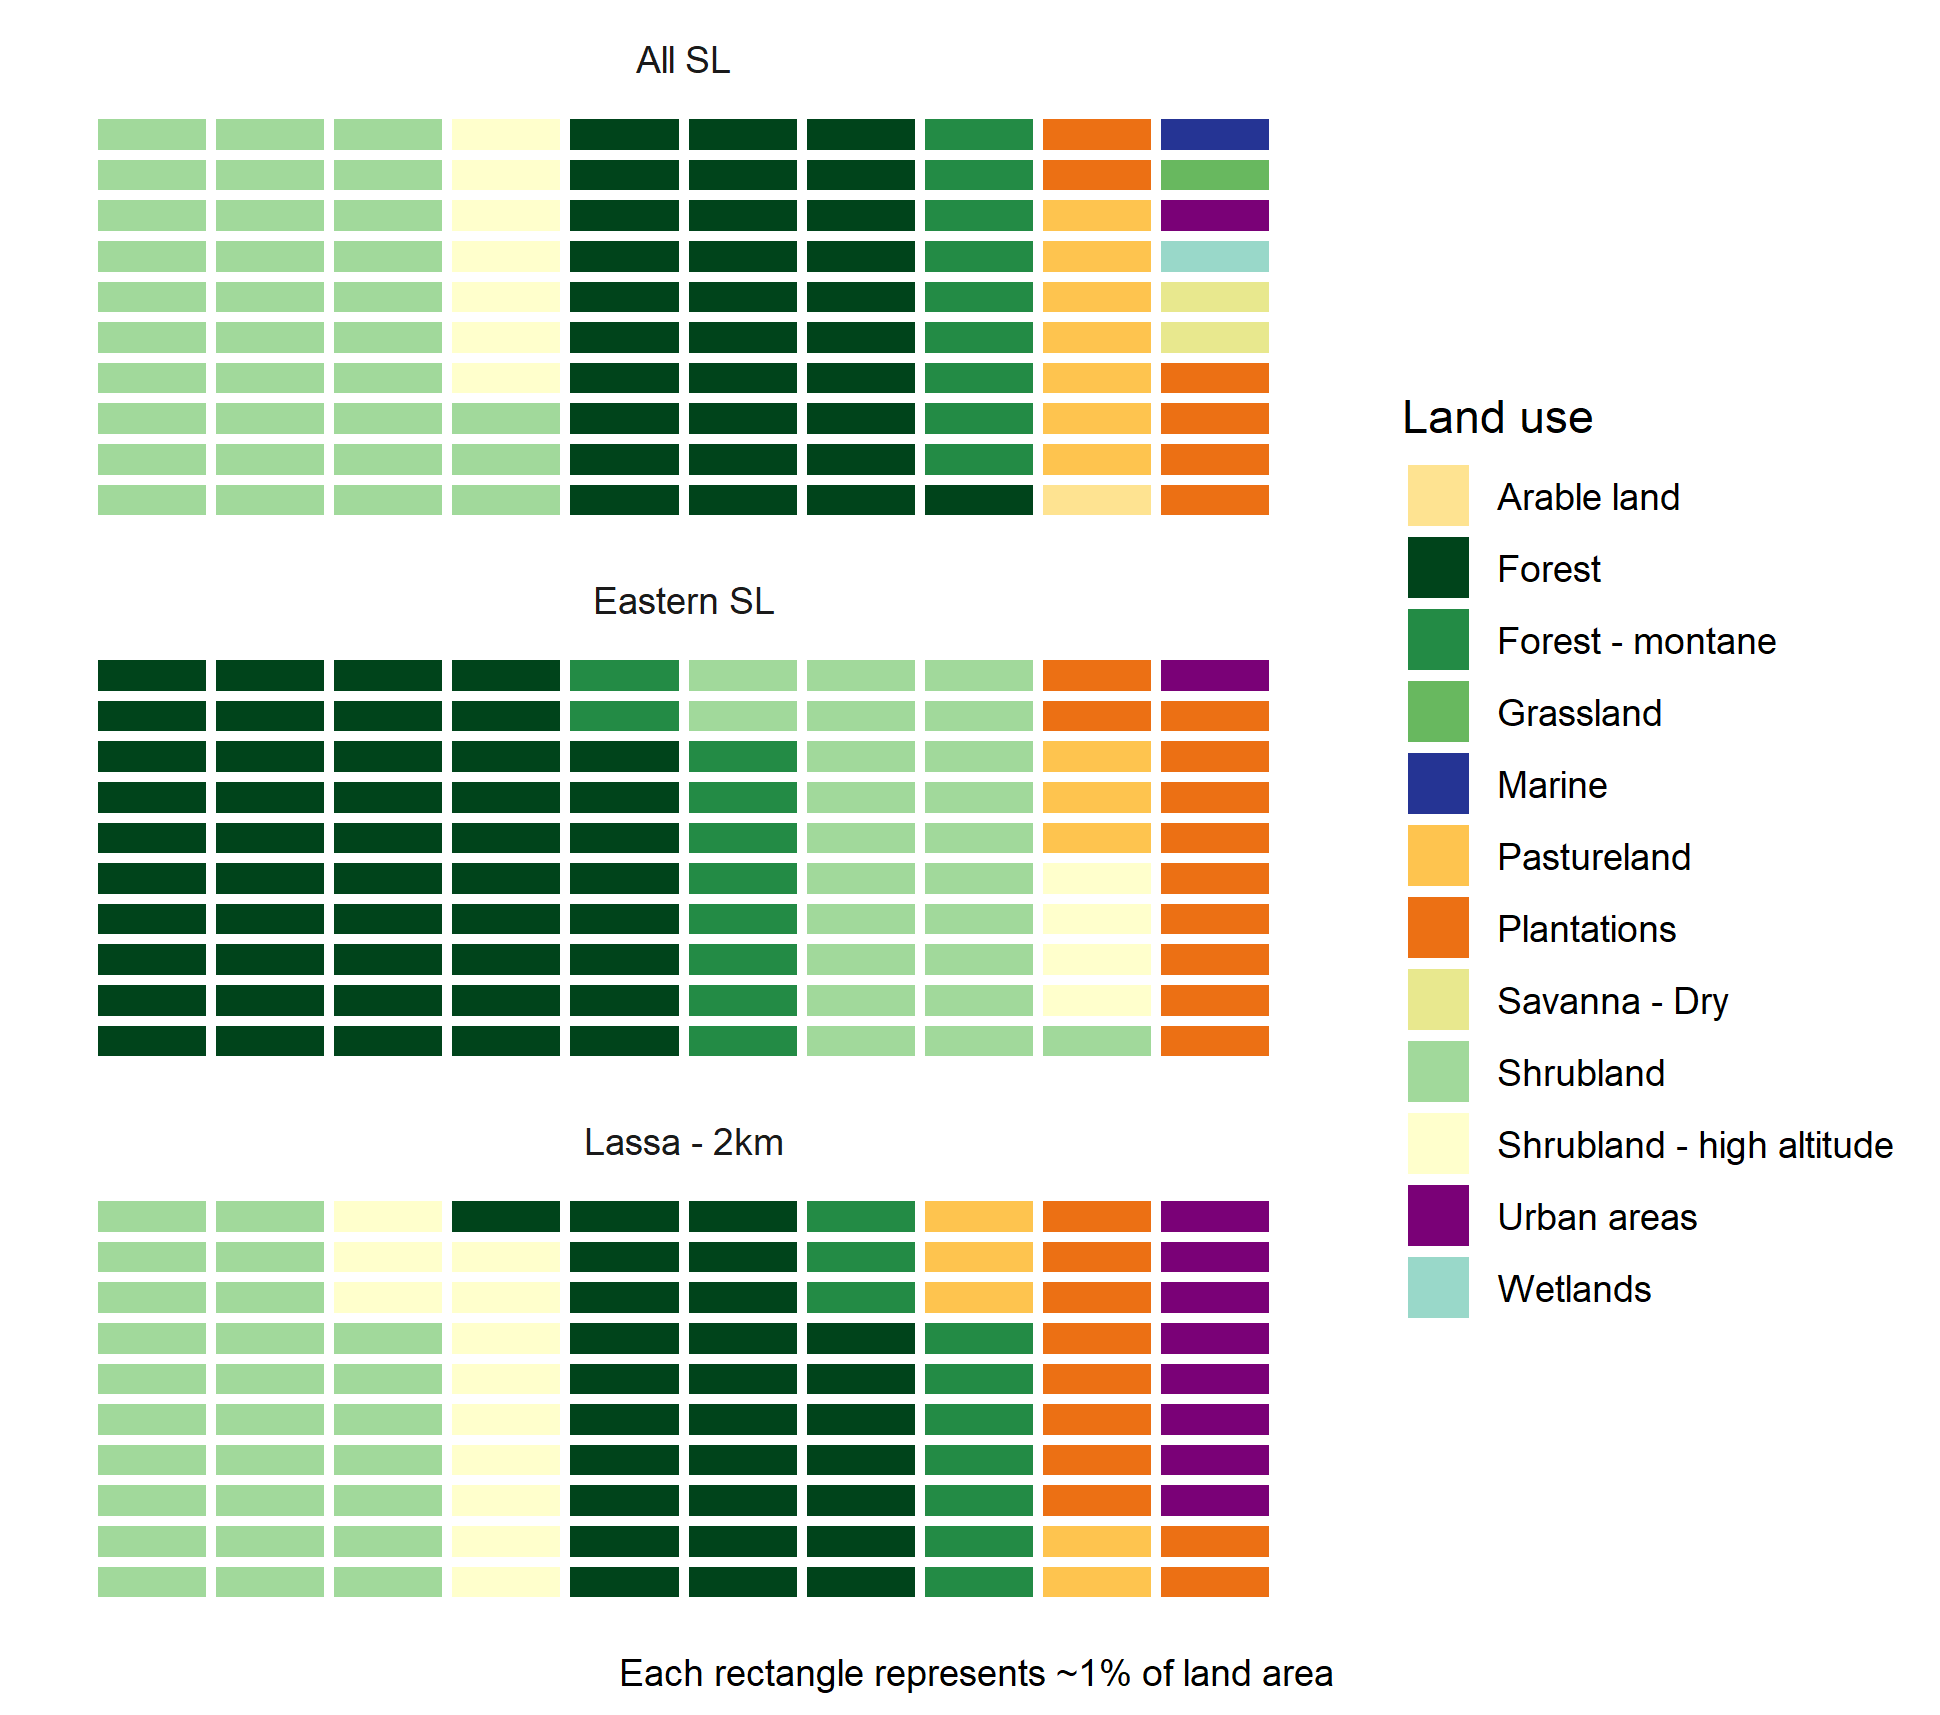 All SL
Eastern SL
Lassa - 2km
Land use
Arable land
Forest
Forest - montane
Grassland
Marine
Pastureland
Plantations
Savanna - Dry
Shrubland
Shrubland - high altitude
Urban areas
Wetlands
Each rectangle represents ~1% of land area